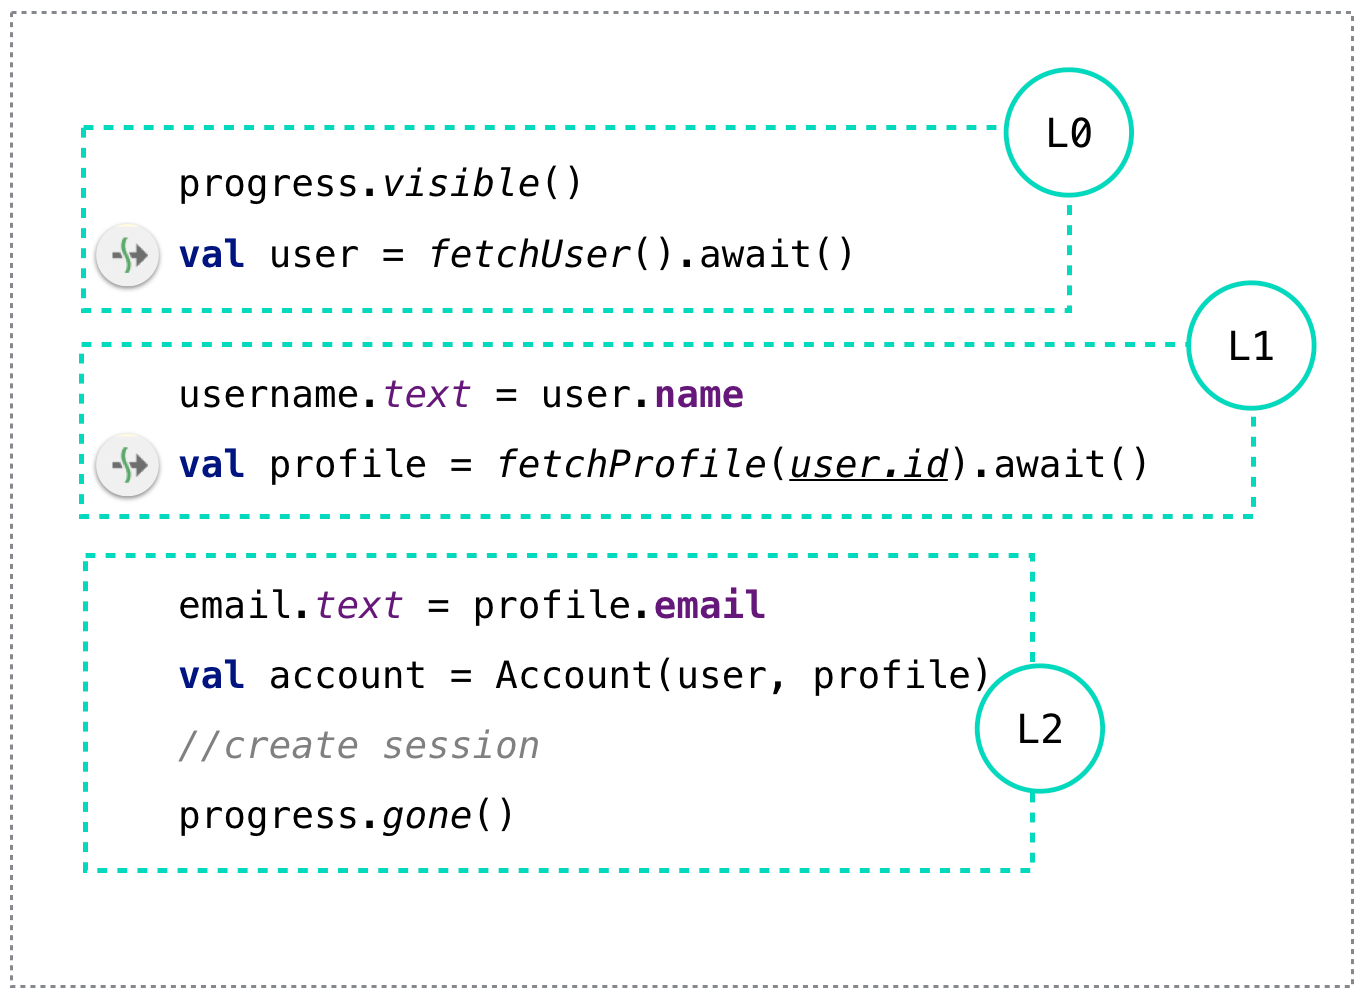 L0
progress.visible()
val user = fetchUser().await()
L1
username.text = user.name
val profile = fetchProfile(user.id).await()
email.text = profile.email
val account = Account(user, profile)
L2
//create session
progress.gone()